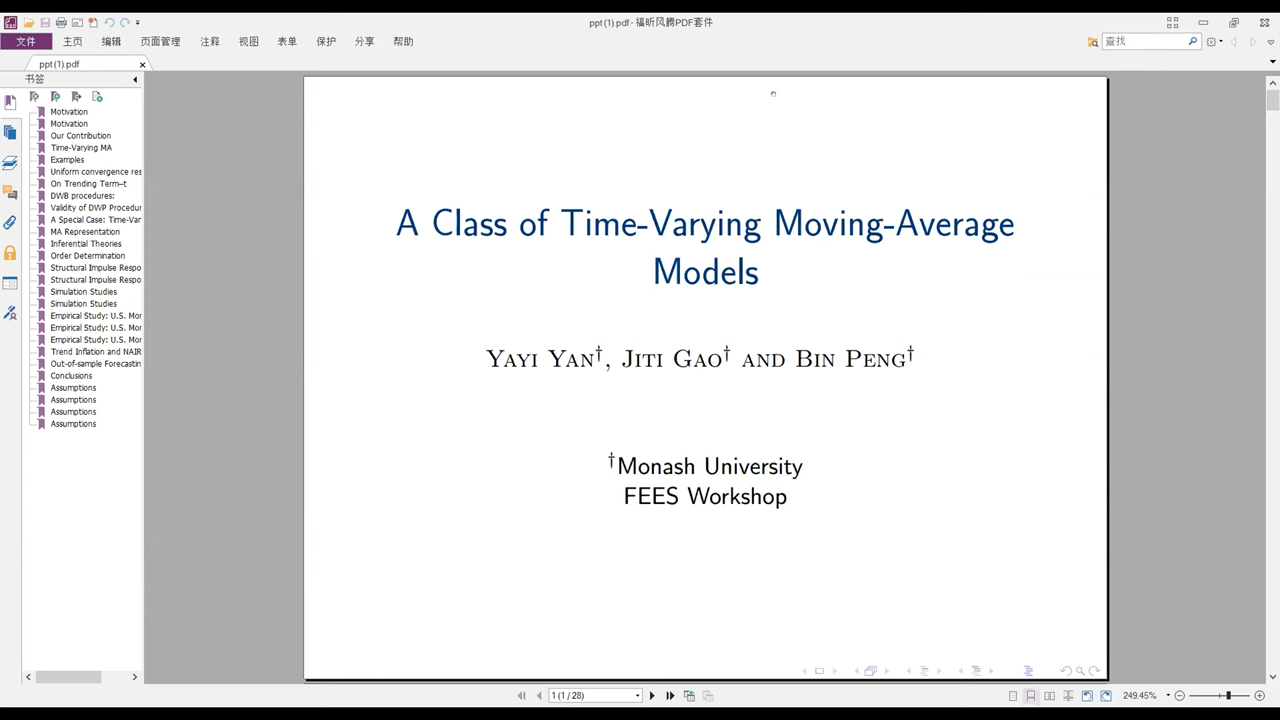 ppt(1).pdf - 福昕风腾PDF套件
文件 主页 编辑 页面管理 注释 视图 表单 保护 分享 帮助
查找
ppt(1).pdf
书签
Motivation
Motivation
Our Contribution
Time-Varying MA
Examples
Uniform convergence res
On Trending Term–t
DWB procedures:
Validity of DWP Procedur
A Special Case: Time-Var
MA Representation
Inferential Theories
Order Determination
Structural Impulse Respo
Structural Impulse Respo
Simulation Studies
Simulation Studies
Empirical Study: U.S. Mor
Empirical Study: U.S. Mor
Empirical Study: U.S. Mor
Trend Inflation and NAIR
Out-of-sample Forecastin
Conclusions
Assumptions
Assumptions
Assumptions
Assumptions
A Class of Time-Varying Moving-Average
Models
Yayi Yan†, Jiti Gao† and Bin Peng†
†Monash University
FEES Workshop
1 (1 / 28)
249.45%